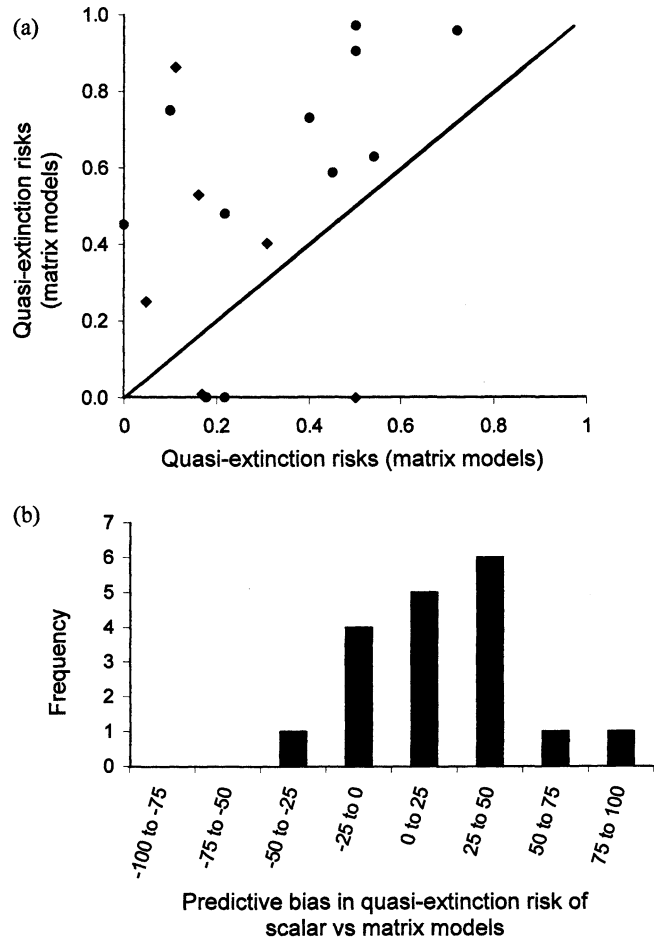 (a)
1.0
0.8
0.6
0.4
0.2
0.0
Quasi-extinction risks
(matrix models)
0 0.2 0.4 0.6 0.8 1
Quasi-extinction risks (matrix models)
(b)
7
6
5
4
3
2
1
0
Frequency
-100 to -75
-75 to -50
-50 to -25
-25 to 0
0 to 25
25 to 50
50 to 75
75 to 100
Predictive bias in quasi-extinction risk of
scalar vs matrix models